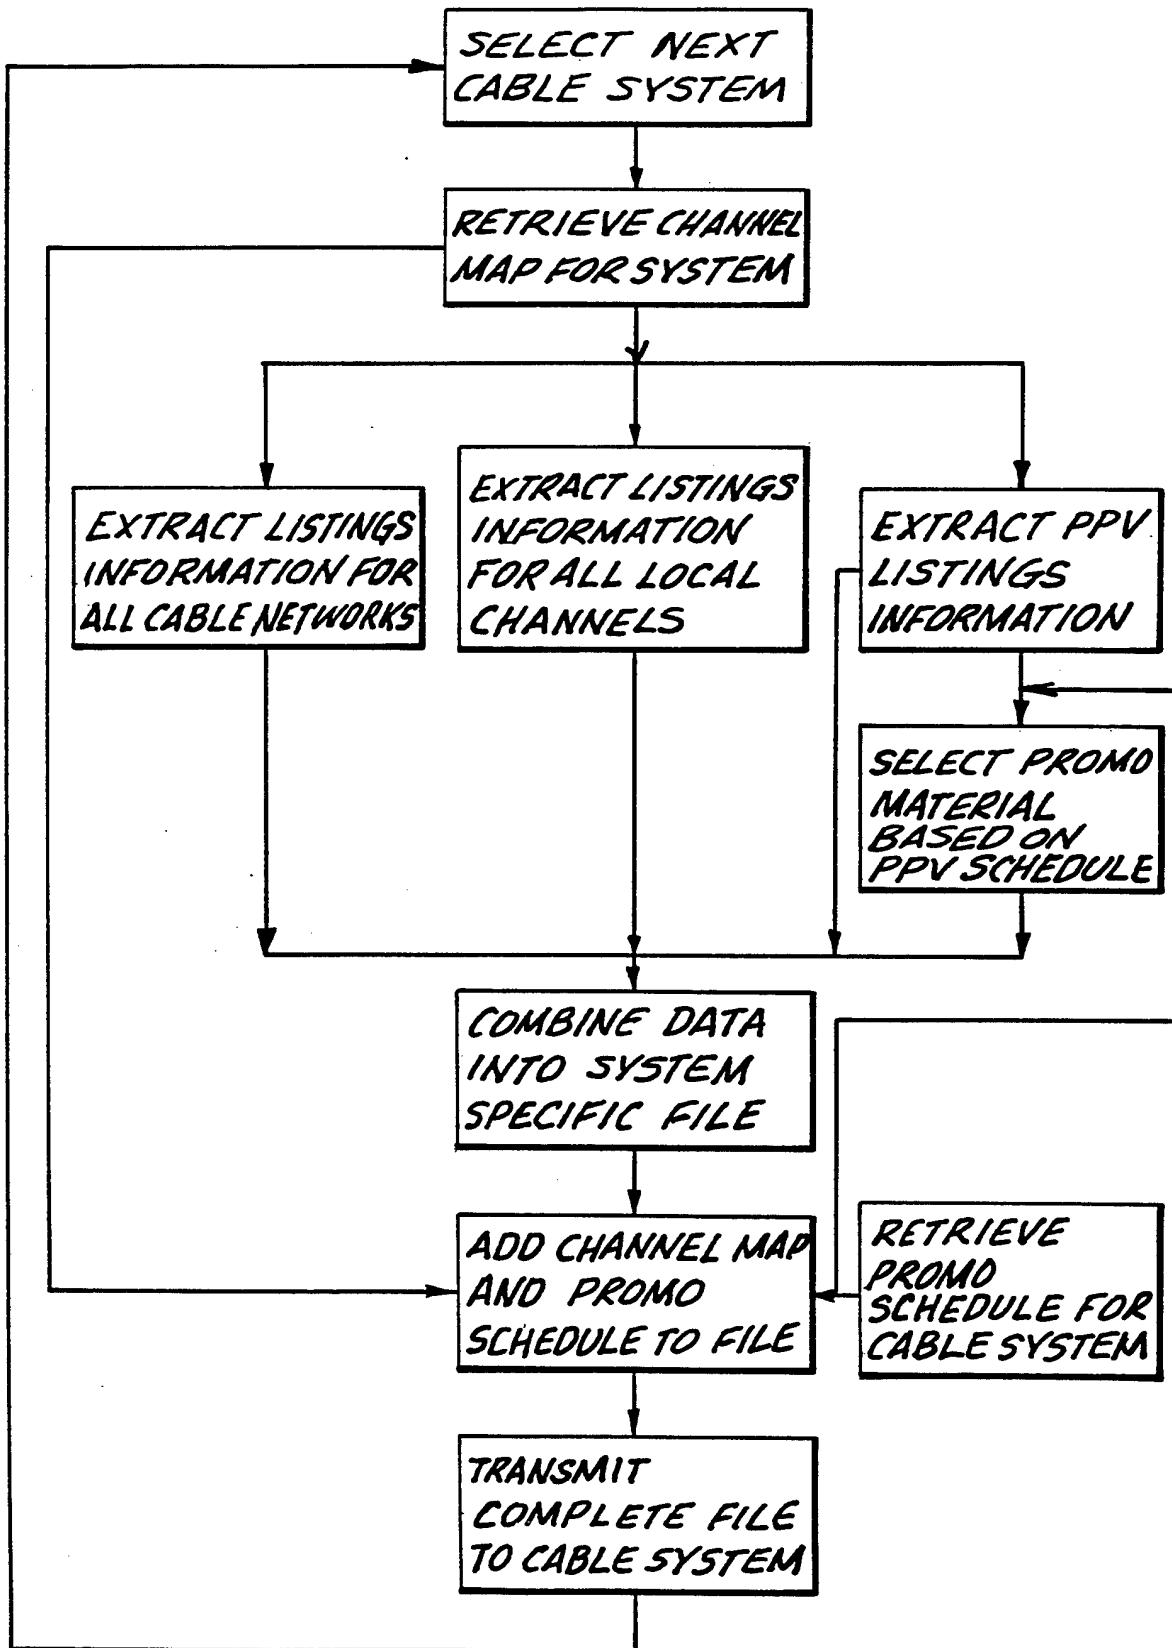 SELECT NEXT
CABLE SYSTEM
RETRIEVE CHANNEL
MAP FOR SYSTEM
EXTRACT LISTINGS
INFORMATION FOR
ALL CABLE NETWORKS
EXTRACT LISTINGS
INFORMATION
FOR ALL LOCAL
CHANNELS
EXTRACT PPV
LISTINGS
INFORMATION
SELECT PROMO
MATERIAL
BASED ON
PPV SCHEDULE
COMBINE DATA
INTO SYSTEM
SPECIFIC FILE
ADD CHANNEL MAP
AND PROMO
SCHEDULE TO FILE
RETRIEVE
PROMO
SCHEDULE FOR
CABLE SYSTEM
TRANSMIT
COMPLETE FILE
TO CABLE SYSTEM